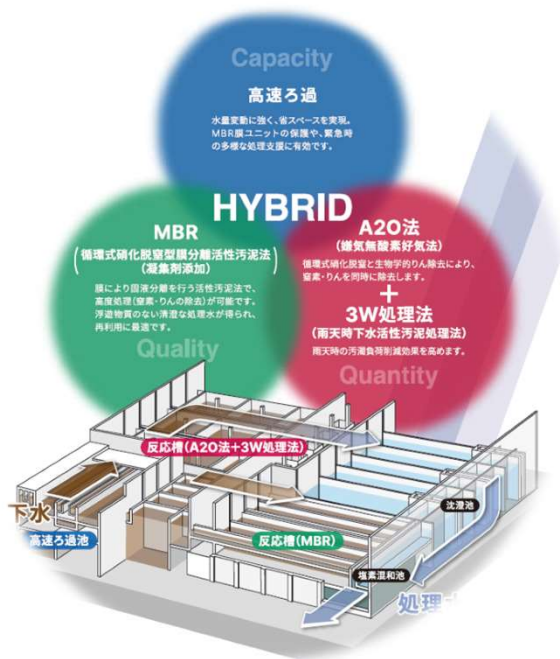 Capacity
高速ろ過
水量変動に強く、省スペースを実現。
MBR膜ユニットの保護や、緊急時
の多様な処理支援に有効です。
HYBRID
MBR
(循環式硝化脱窒型膜分離活性汚泥法)
(凝集剤添加)
膜により固液分離を行う活性汚泥法で、
高度処理(窒素・りんの除去)が可能です。
浮遊物質のない清澄な処理水が得られ、
再利用に最適です。
Quality
A2O法
(嫌気無酸素好気法)
循環式硝化脱窒と生物学的りん除去により、
窒素・りんを同時に除去します。
+
3W処理法
(雨天時下水活性汚泥処理法)
雨天時の汚濁負荷削減効果を高めます。
Quantity
反応槽(A2O法+3W処理法)
下水
高速ろ過池
反応槽(MBR)
沈澄池
塩素混和池
処理